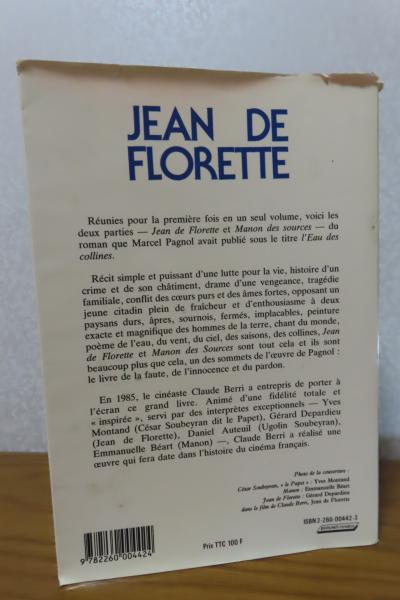 JEAN DE
FLORETTE
Réunies pour la première fois en un seul volume, voici les
deux parties — Jean de Florette et Manon des sources — du
roman que Marcel Pagnol avait publié sous le titre l'Eau des
collines.
Récit simple et puissant d'une lutte pour la vie, histoire d'un
crime et de son châtiment, drame d'une vengeance, tragédie
familiale, conflit des cœurs purs et des âmes fortes, opposant un
jeune citadin plein de fraîcheur et d'enthousiasme à deux
paysans durs, âpres, sournois, fermés, implacables, peinture
exacte et magnifique des hommes de la terre, chant du monde,
poème de l'eau, du vent, du ciel, des saisons, des collines, Jean
de Florette et Manon des Sources sont tout cela et ils sont
beaucoup plus que cela, un des sommets de l'œuvre de Pagnol :
le livre de la faute, de l'innocence et du pardon.
En 1985, le cinéaste Claude Berri a entrepris de porter à
l'écran ce grand livre. Animé d'une fidélité totale et
« inspirée », servi par des interprètes exceptionnels — Yves
Montand (César Soubeyran dit le Papet), Gérard Depardieu
(Jean de Florette), Daniel Auteuil (Ugolin Soubeyran),
Emmanuelle Béart (Manon) —, Claude Berri a réalisé une
œuvre qui fera date dans l'histoire du cinéma français.
Photo de la couverture :
César Soubeyran, « le Papet » : Yves Montand
Manon : Emmanuelle Béart
Jean de Florette : Gérard Depardieu
dans le film de Claude Berri, Jean de Florette
ISBN 2-260-00442-3
9 782260 004424
Prix TTC 100 F